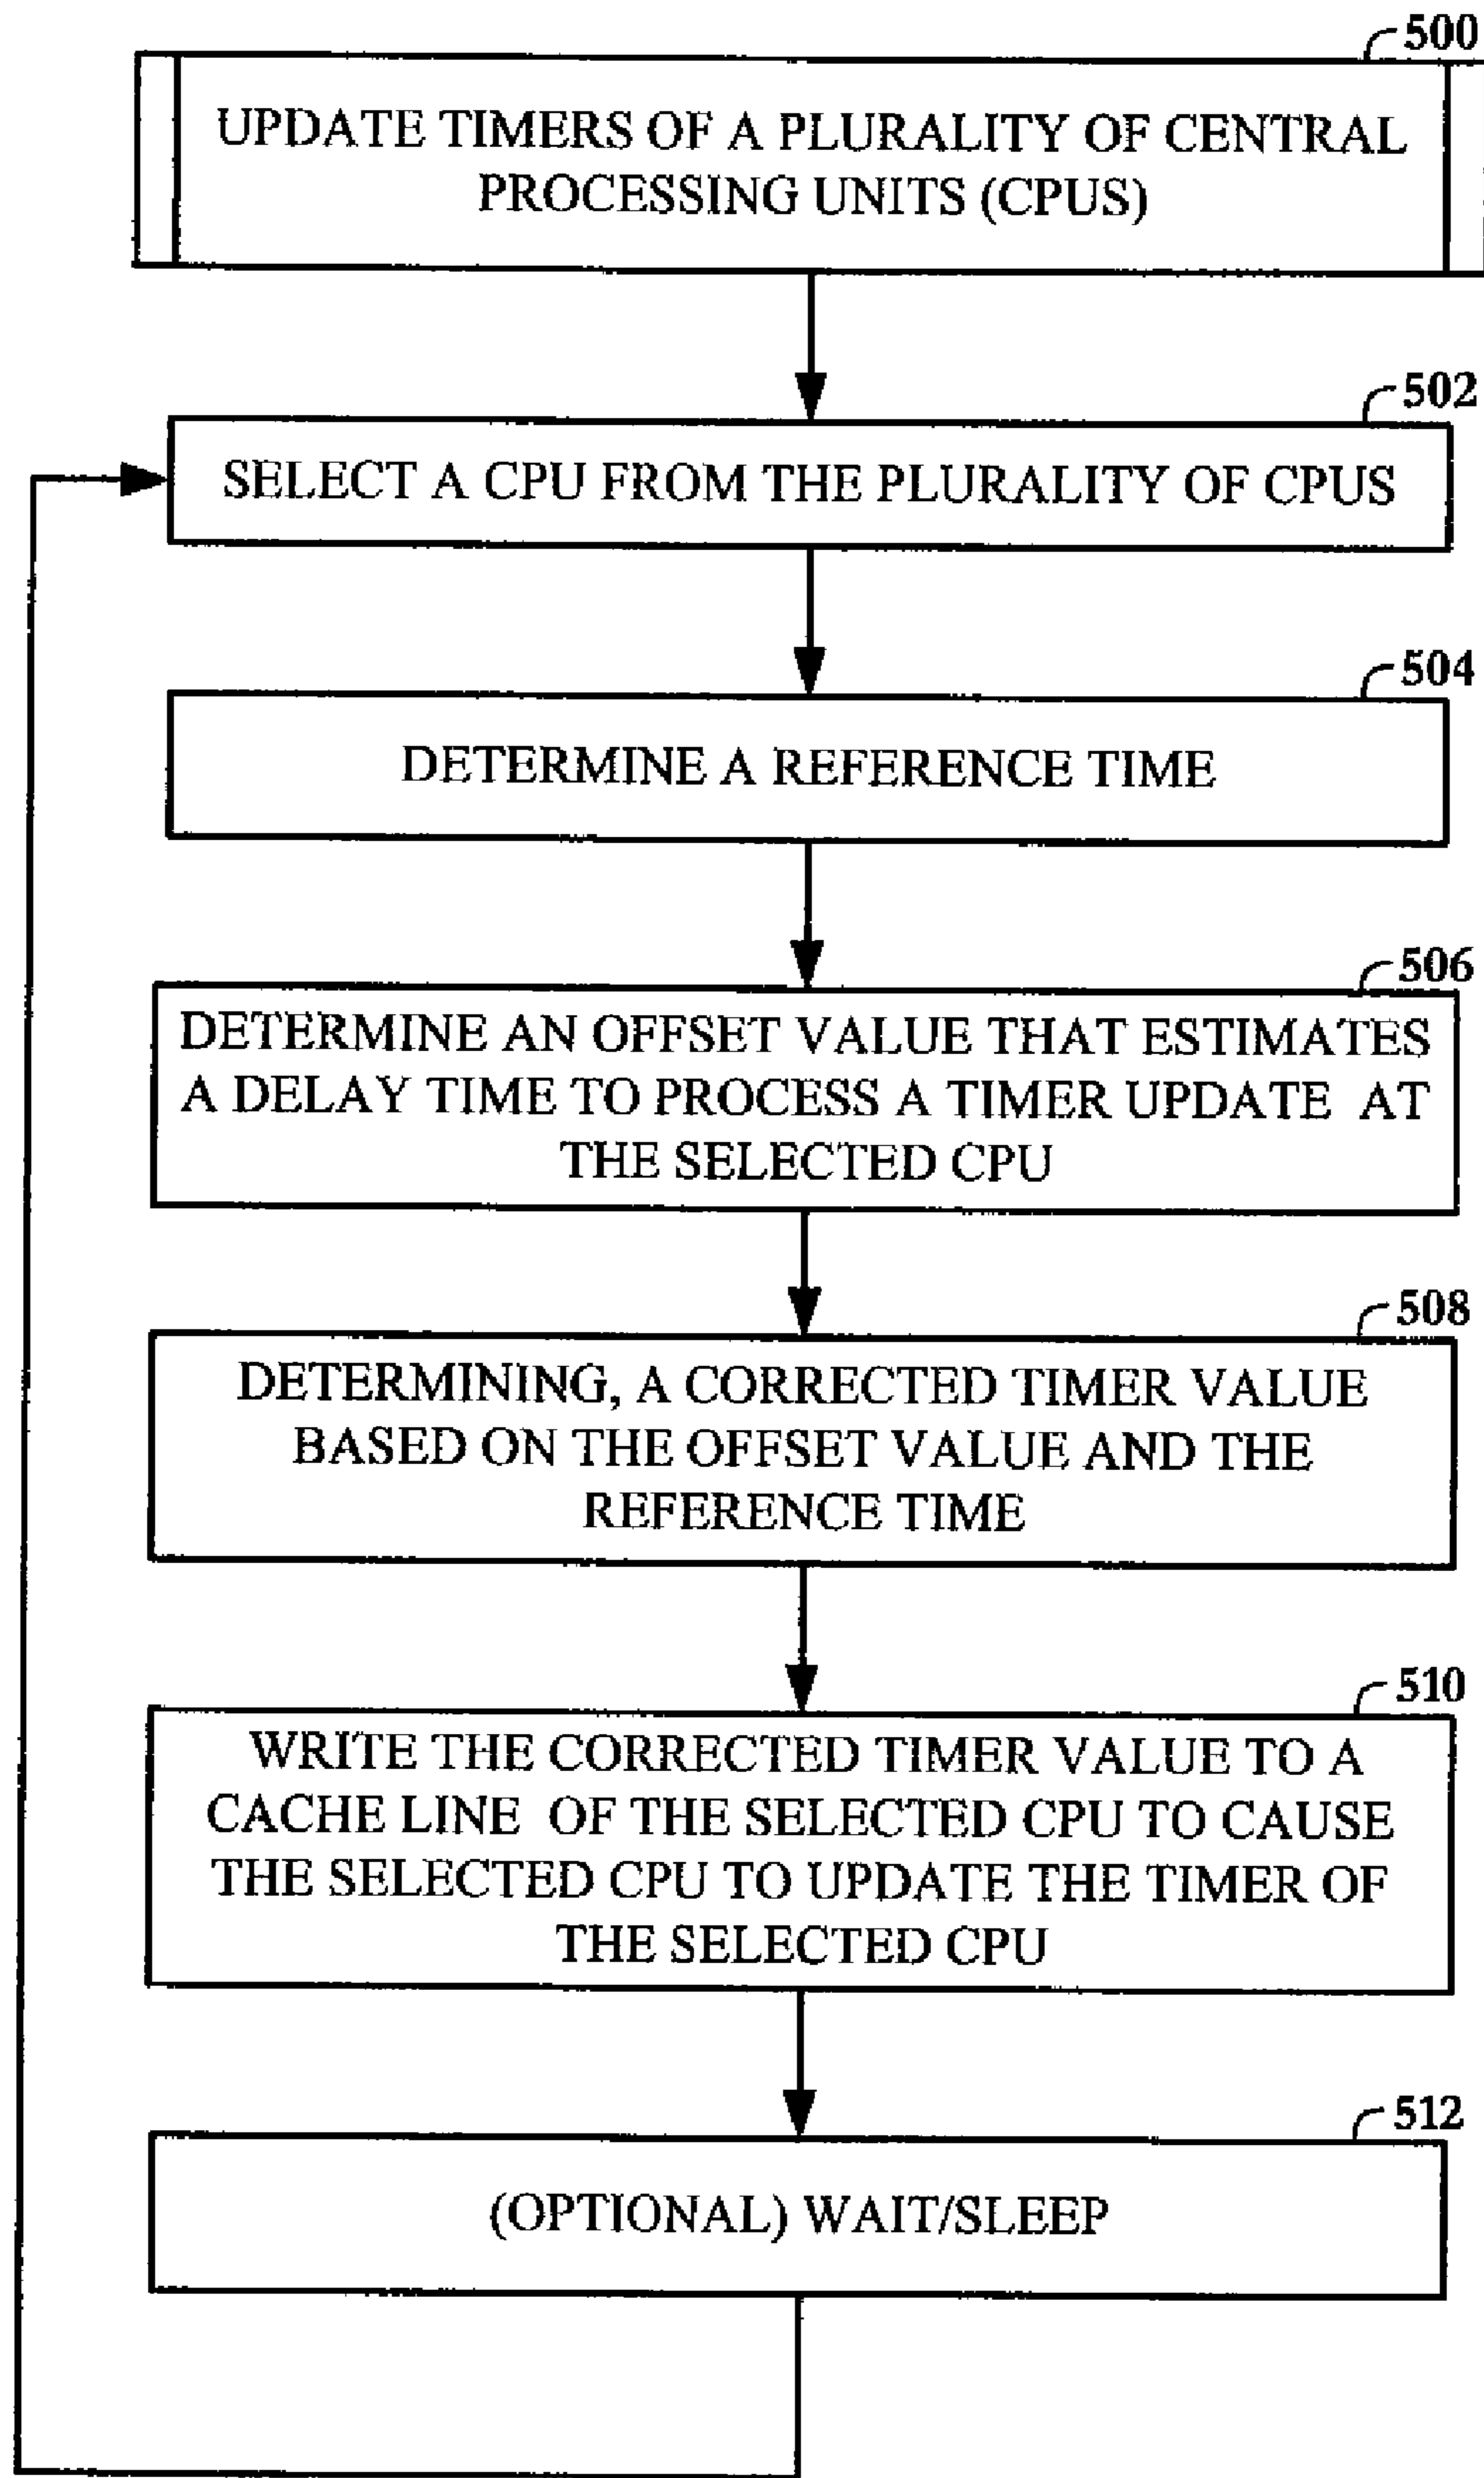 500
UPDATE TIMERS OF A PLURALITY OF CENTRAL
PROCESSING UNITS (CPUS)
502
SELECT A CPU FROM THE PLURALITY OF CPUS
504
DETERMINE A REFERENCE TIME
506
DETERMINE AN OFFSET VALUE THAT ESTIMATES
A DELAY TIME TO PROCESS A TIMER UPDATE AT
THE SELECTED CPU
508
DETERMINING, A CORRECTED TIMER VALUE
BASED ON THE OFFSET VALUE AND THE
REFERENCE TIME
510
WRITE THE CORRECTED TIMER VALUE TO A
CACHE LINE OF THE SELECTED CPU TO CAUSE
THE SELECTED CPU TO UPDATE THE TIMER OF
THE SELECTED CPU
512
(OPTIONAL) WAIT/SLEEP